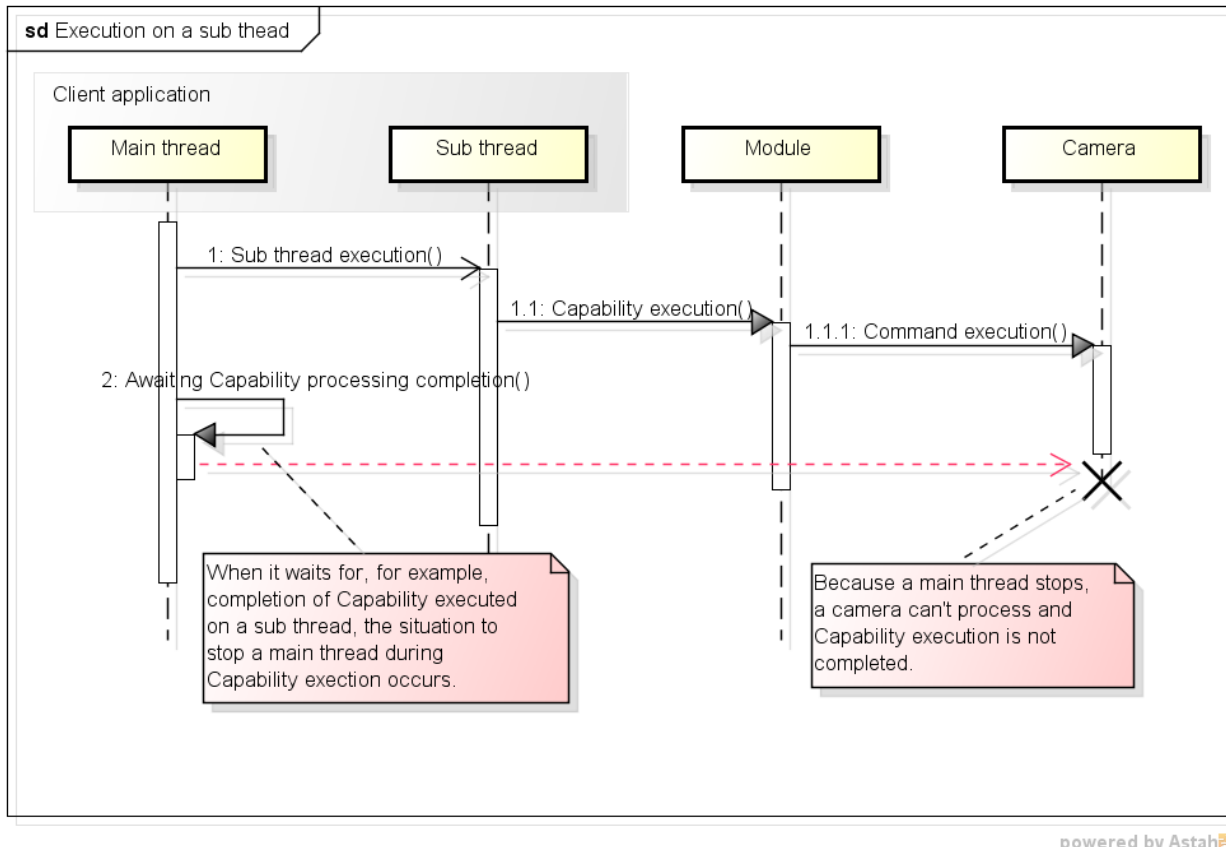 sd Execution on a sub thead
Client application
Main thread
Sub thread
Module
Camera
1: Sub thread execution()
1.1: Capability execution()
1.1.1: Command execution()
2: Awaiting Capability processing completion()
When it waits for, for example,
completion of Capability executed
on a sub thread, the situation to
stop a main thread during
Capability exection occurs.
Because a main thread stops,
a camera can't process and
Capability execution is not
completed.
powered by Astah